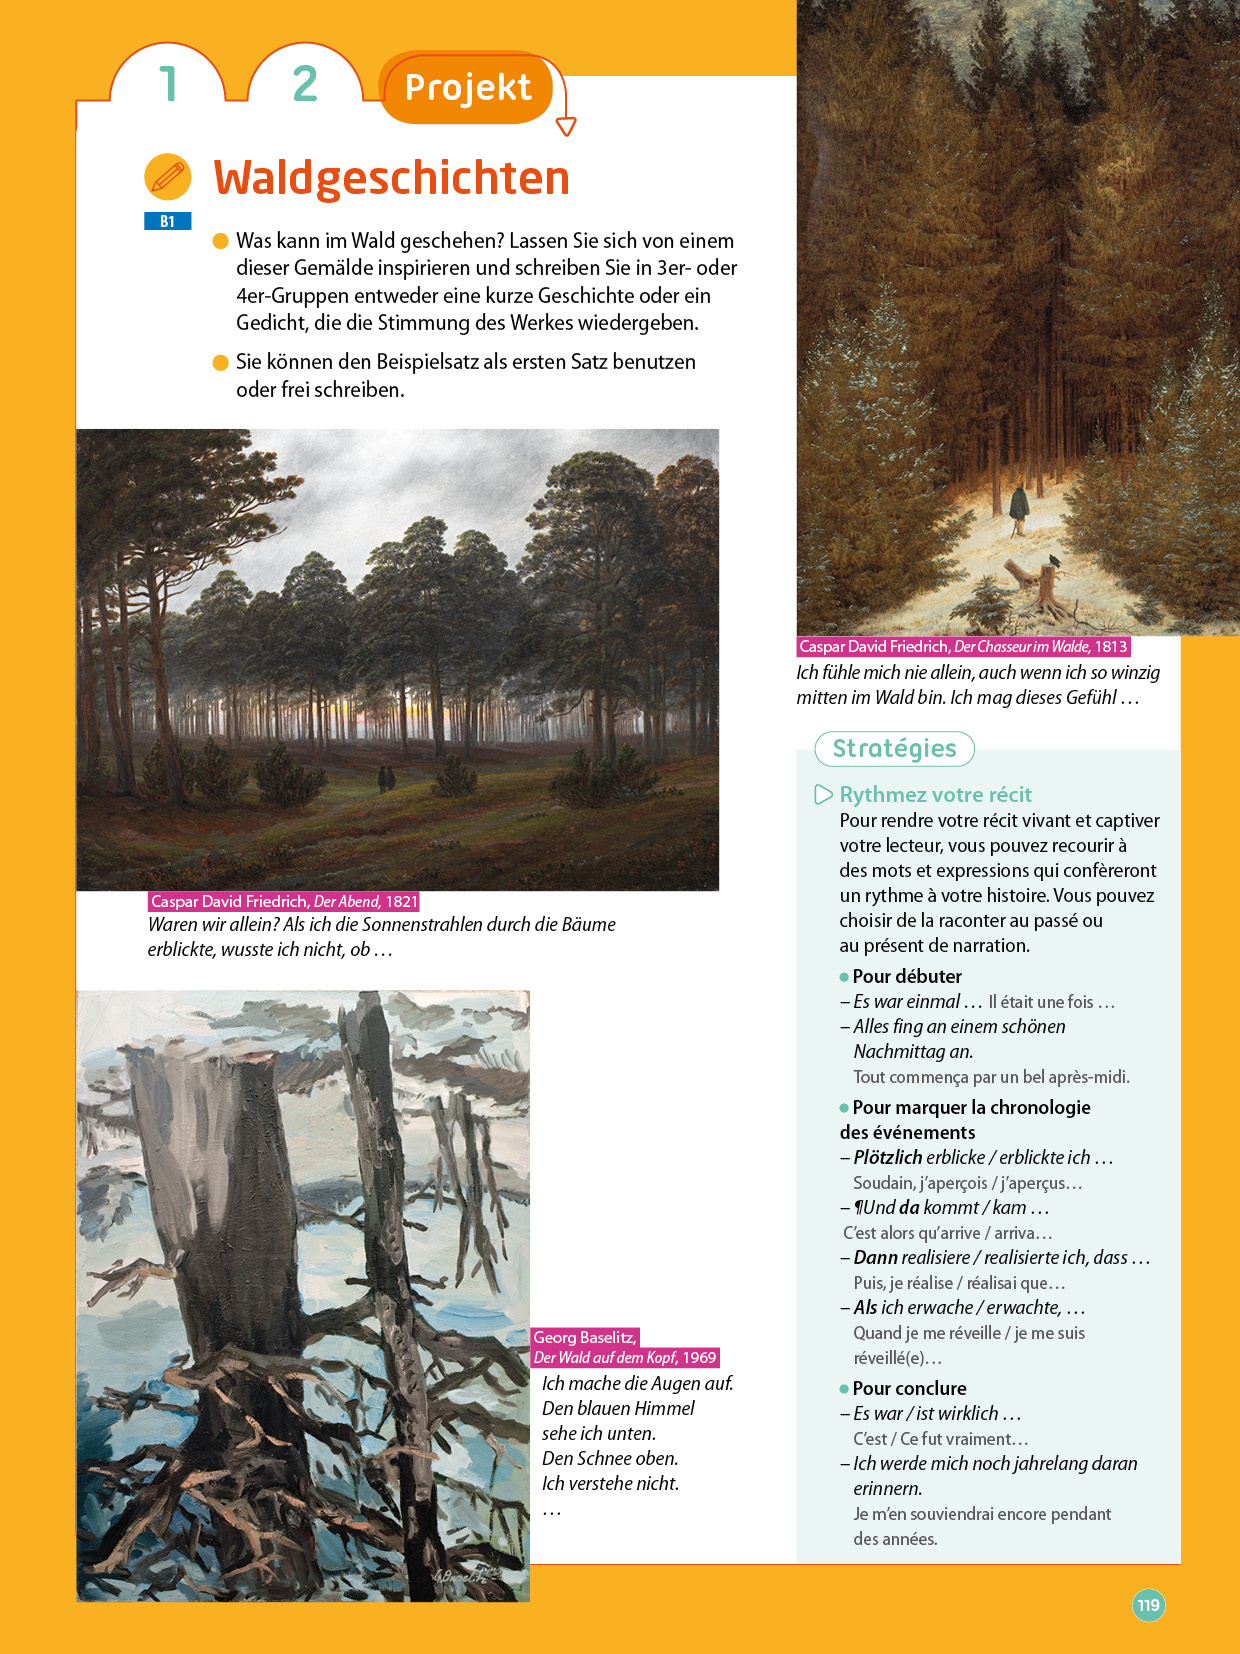 1
2
Projekt
Waldgeschichten
B1
Was kann im Wald geschehen? Lassen Sie sich von einem
dieser Gemälde inspirieren und schreiben Sie in 3er- oder
4er-Gruppen entweder eine kurze Geschichte oder ein
Gedicht, die die Stimmung des Werkes wiedergeben.
Sie können den Beispielsatz als ersten Satz benutzen
oder frei schreiben.
Caspar David Friedrich, Der Chasseur im Walde, 1813
Ich fühle mich nie allein, auch wenn ich so winzig
mitten im Wald bin. Ich mag dieses Gefühl …
Caspar David Friedrich, Der Abend, 1821
Waren wir allein? Als ich die Sonnenstrahlen durch die Bäume
erblickte, wusste ich nicht, ob …
Georg Baselitz,
Der Wald auf dem Kopf, 1969
Ich mache die Augen auf.
Den blauen Himmel
sehe ich unten.
Den Schnee oben.
Ich verstehe nicht.
…
G. Baselitz
Stratégies
Rythmez votre récit
Pour rendre votre récit vivant et captiver
votre lecteur, vous pouvez recourir à
des mots et expressions qui confèreront
un rythme à votre histoire. Vous pouvez
choisir de la raconter au passé ou
au présent de narration.
• Pour débuter
– Es war einmal … Il était une fois …
– Alles fing an einem schönen
Nachmittag an.
Tout commença par un bel après-midi.
• Pour marquer la chronologie
des événements
– Plötzlich erblicke / erblickte ich …
Soudain, j’aperçois / j’aperçus…
– ¶Und da kommt / kam …
C’est alors qu’arrive / arriva…
– Dann realisiere / realisierte ich, dass …
Puis, je réalise / réalisai que…
– Als ich erwache / erwachte, …
Quand je me réveille / je me suis
réveillé(e)…
• Pour conclure
– Es war / ist wirklich …
C’est / Ce fut vraiment…
– Ich werde mich noch jahrelang daran
erinnern.
Je m’en souviendrai encore pendant
des années.
119